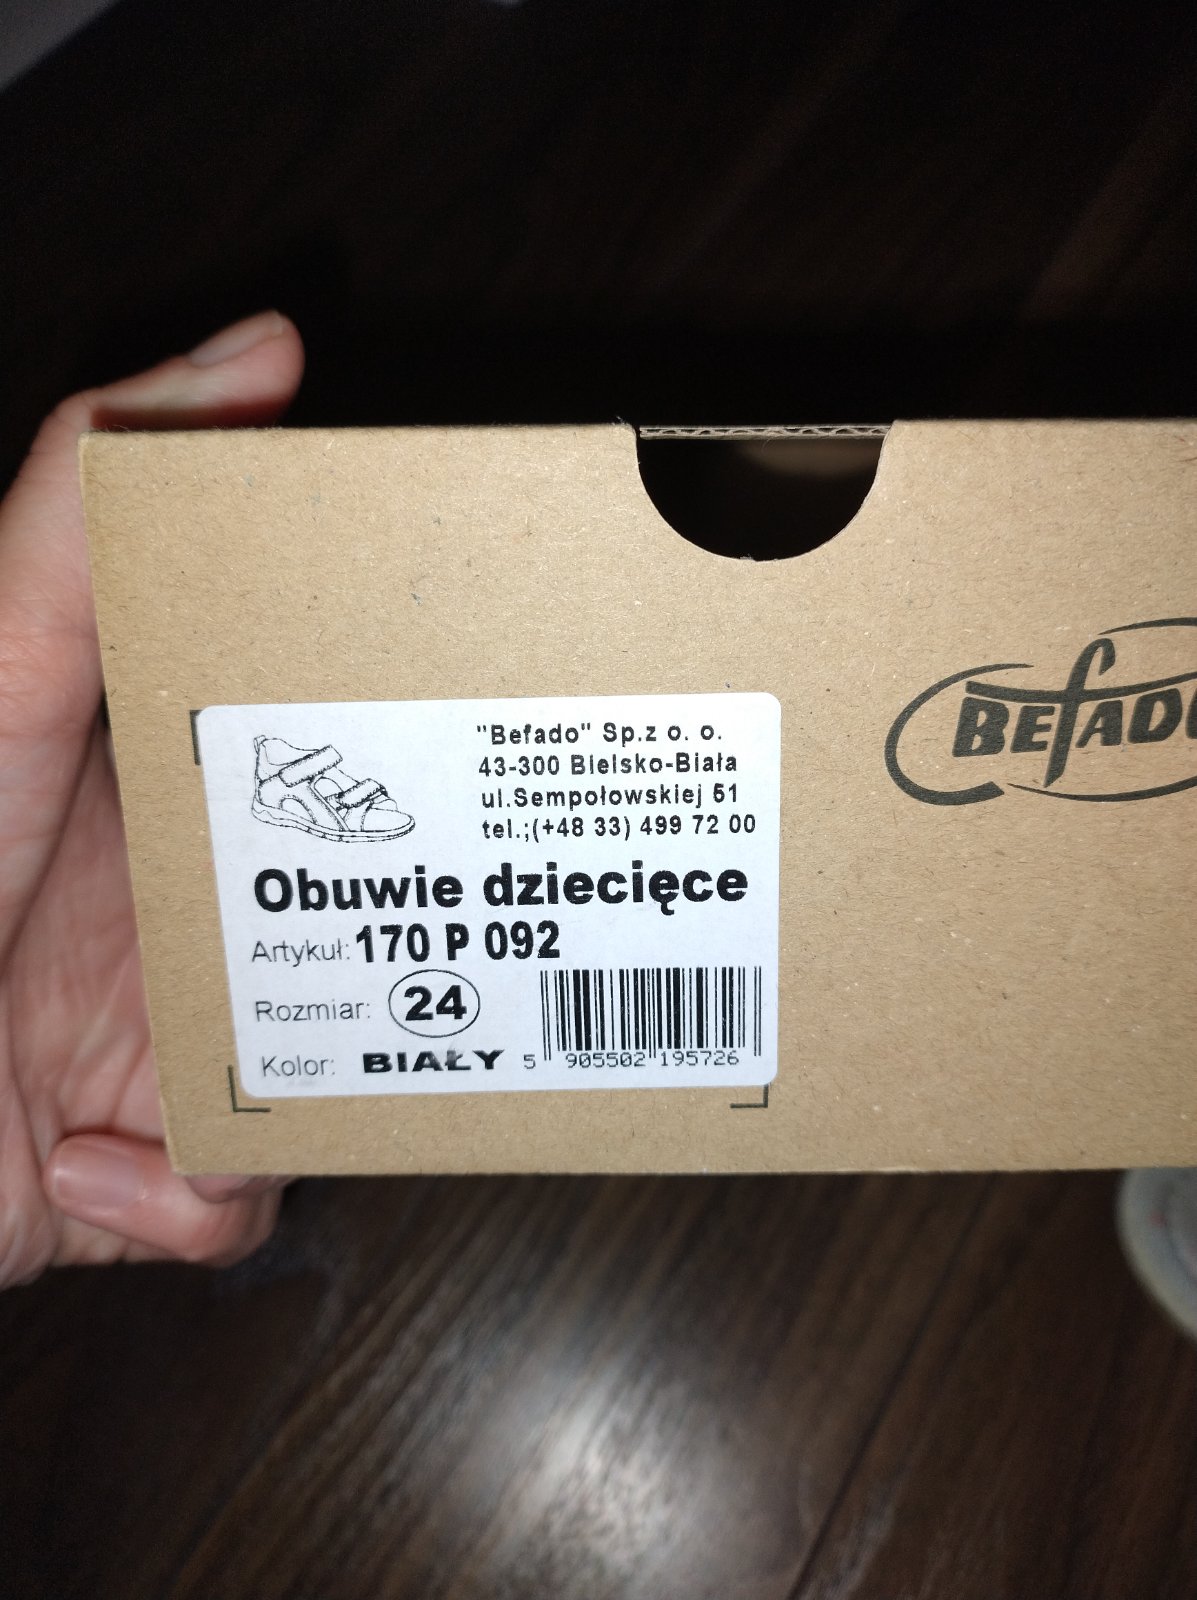 "Befado" Sp.z o. o.
43-300 Bielsko-Biała
ul.Sempołowskiej 51
tel.;(+48 33) 499 72 00
BEfADO
Obuwie dziecięce
Artykuł: 170 P 092
Rozmiar: 24
Kolor: BIAŁY
5 905502 195726